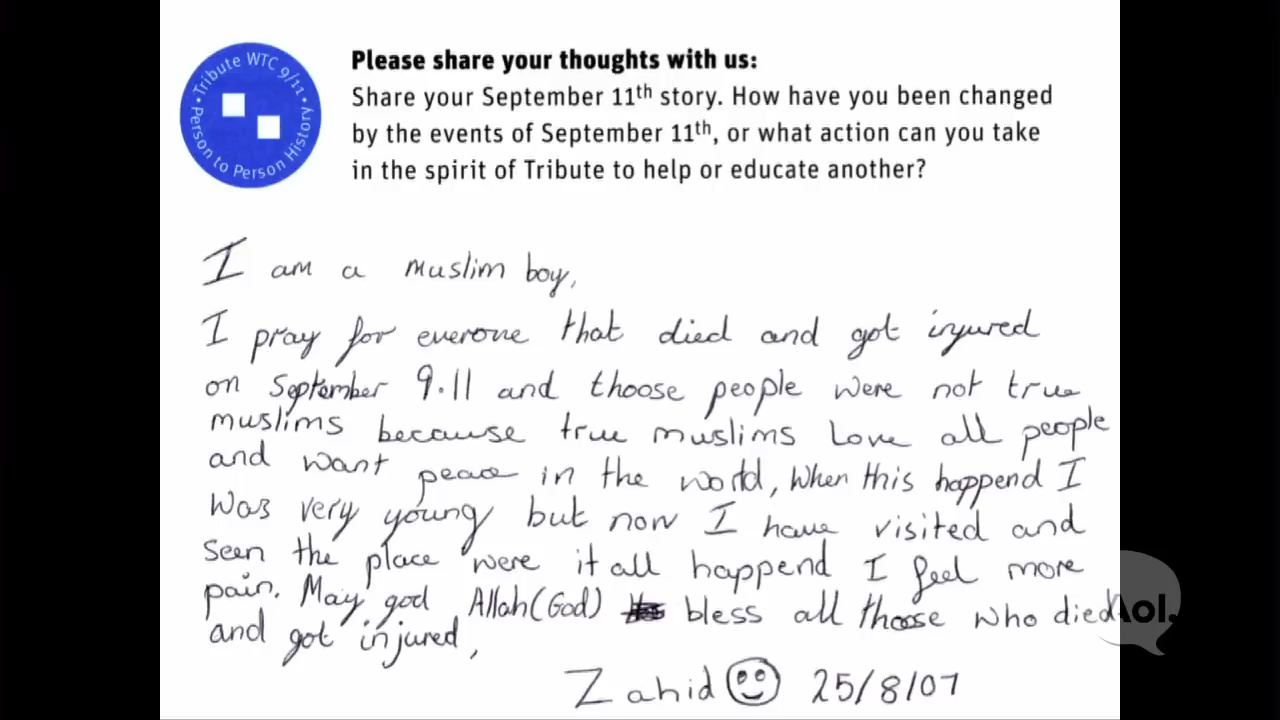 Tribute WTC 9/11 • Person to Person History •
Please share your thoughts with us:
Share your September 11th story. How have you been changed
by the events of September 11th, or what action can you take
in the spirit of Tribute to help or educate another?
I am a muslim boy,
I pray for everone that died and got injured
on September 9.11 and thoose people were not true
muslims because true muslims love all people
and want peace in the world, when this happend I
was very young but now I have visited and
seen the place were it all happend I feel more
pain. May god Allah(God) bless all thoose who died
and got injured,
Zahid 25/8/07
Aol.